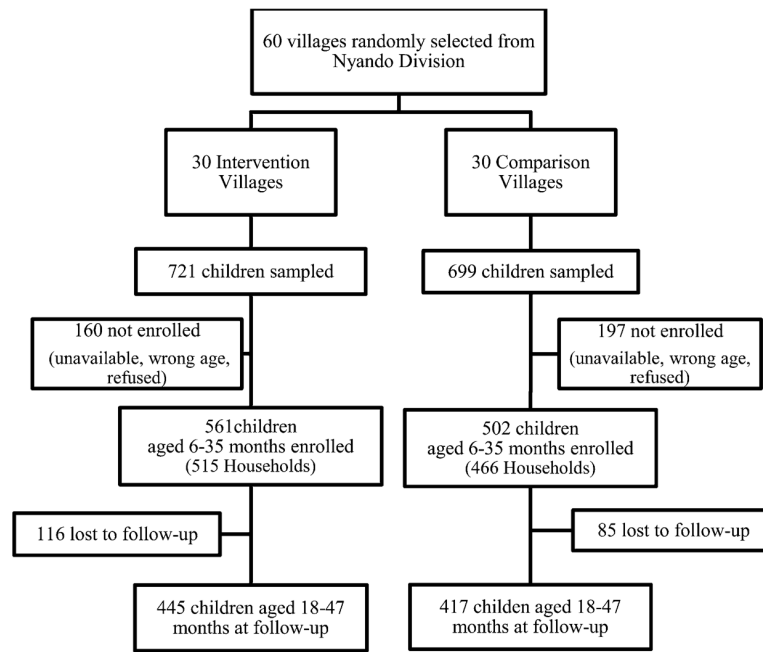 60 villages randomly selected from
Nyando Division
30 Intervention
Villages
30 Comparison
Villages
721 children sampled
699 children sampled
160 not enrolled
(unavailable, wrong age,
refused)
197 not enrolled
(unavailable, wrong age,
refused)
561children
aged 6-35 months enrolled
(515 Households)
502 children
aged 6-35 months enrolled
(466 Households)
116 lost to follow-up
85 lost to follow-up
445 children aged 18-47
months at follow-up
417 childen aged 18-47
months at follow-up